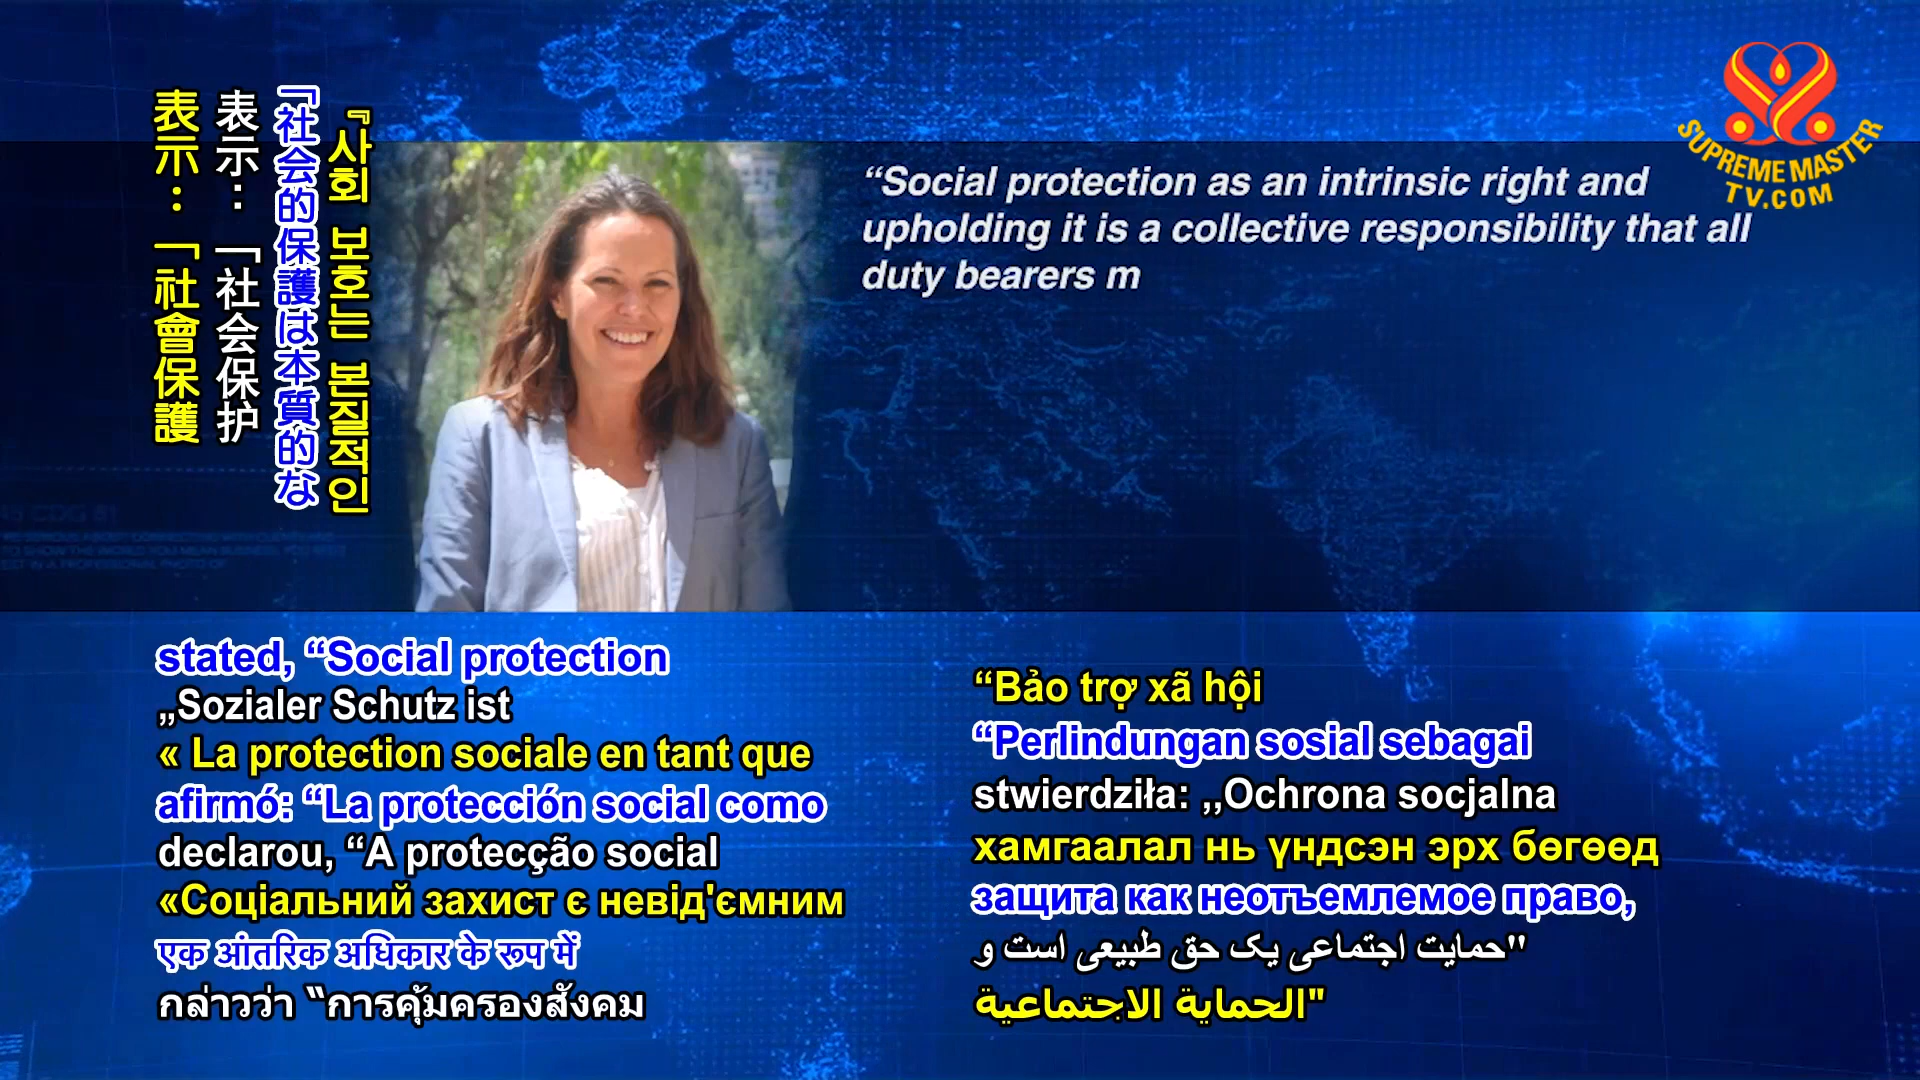 SUPREME MASTER
TV.COM
“Social protection as an intrinsic right and
upholding it is a collective responsibility that all
duty bearers m
『사회 보호는 본질적인
「社会的保護は本質的な
表示：「社会保护
表示：「社會保護
stated, “Social protection
„Sozialer Schutz ist
« La protection sociale en tant que
afirmó: “La protección social como
declarou, “A protecção social
«Соціальний захист є невід'ємним
एक आंतरिक अधिकार के रूप में
กล่าวว่า “การคุ้มครองสังคม
“Bảo trợ xã hội
“Perlindungan sosial sebagai
stwierdziła: ,,Ochrona socjalna
хамгаалал нь үндсэн эрх бөгөөд
защита как неотъемлемое право,
"حمایت اجتماعی یک حق طبیعی است و
"الحماية الاجتماعية